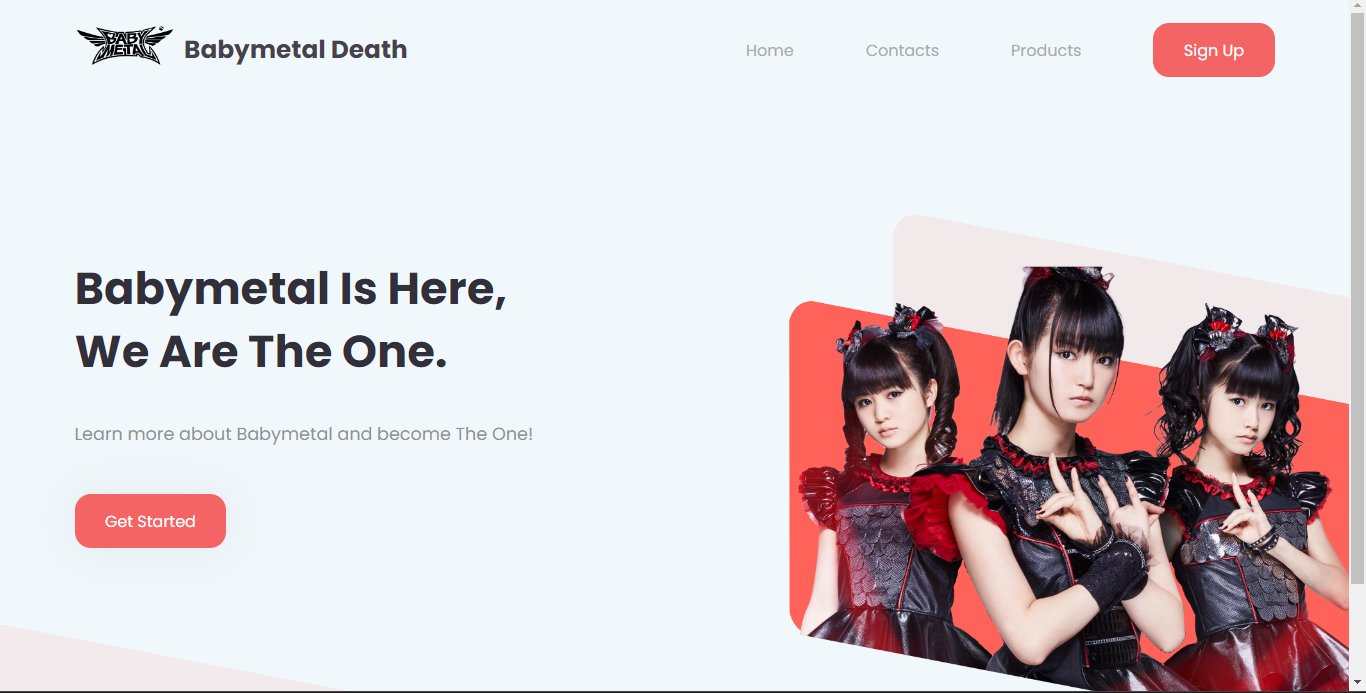 BABY
METAL
Babymetal Death
Home
Contacts
Products
Sign Up
Babymetal Is Here,
We Are The One.
Learn more about Babymetal and become The One!
Get Started